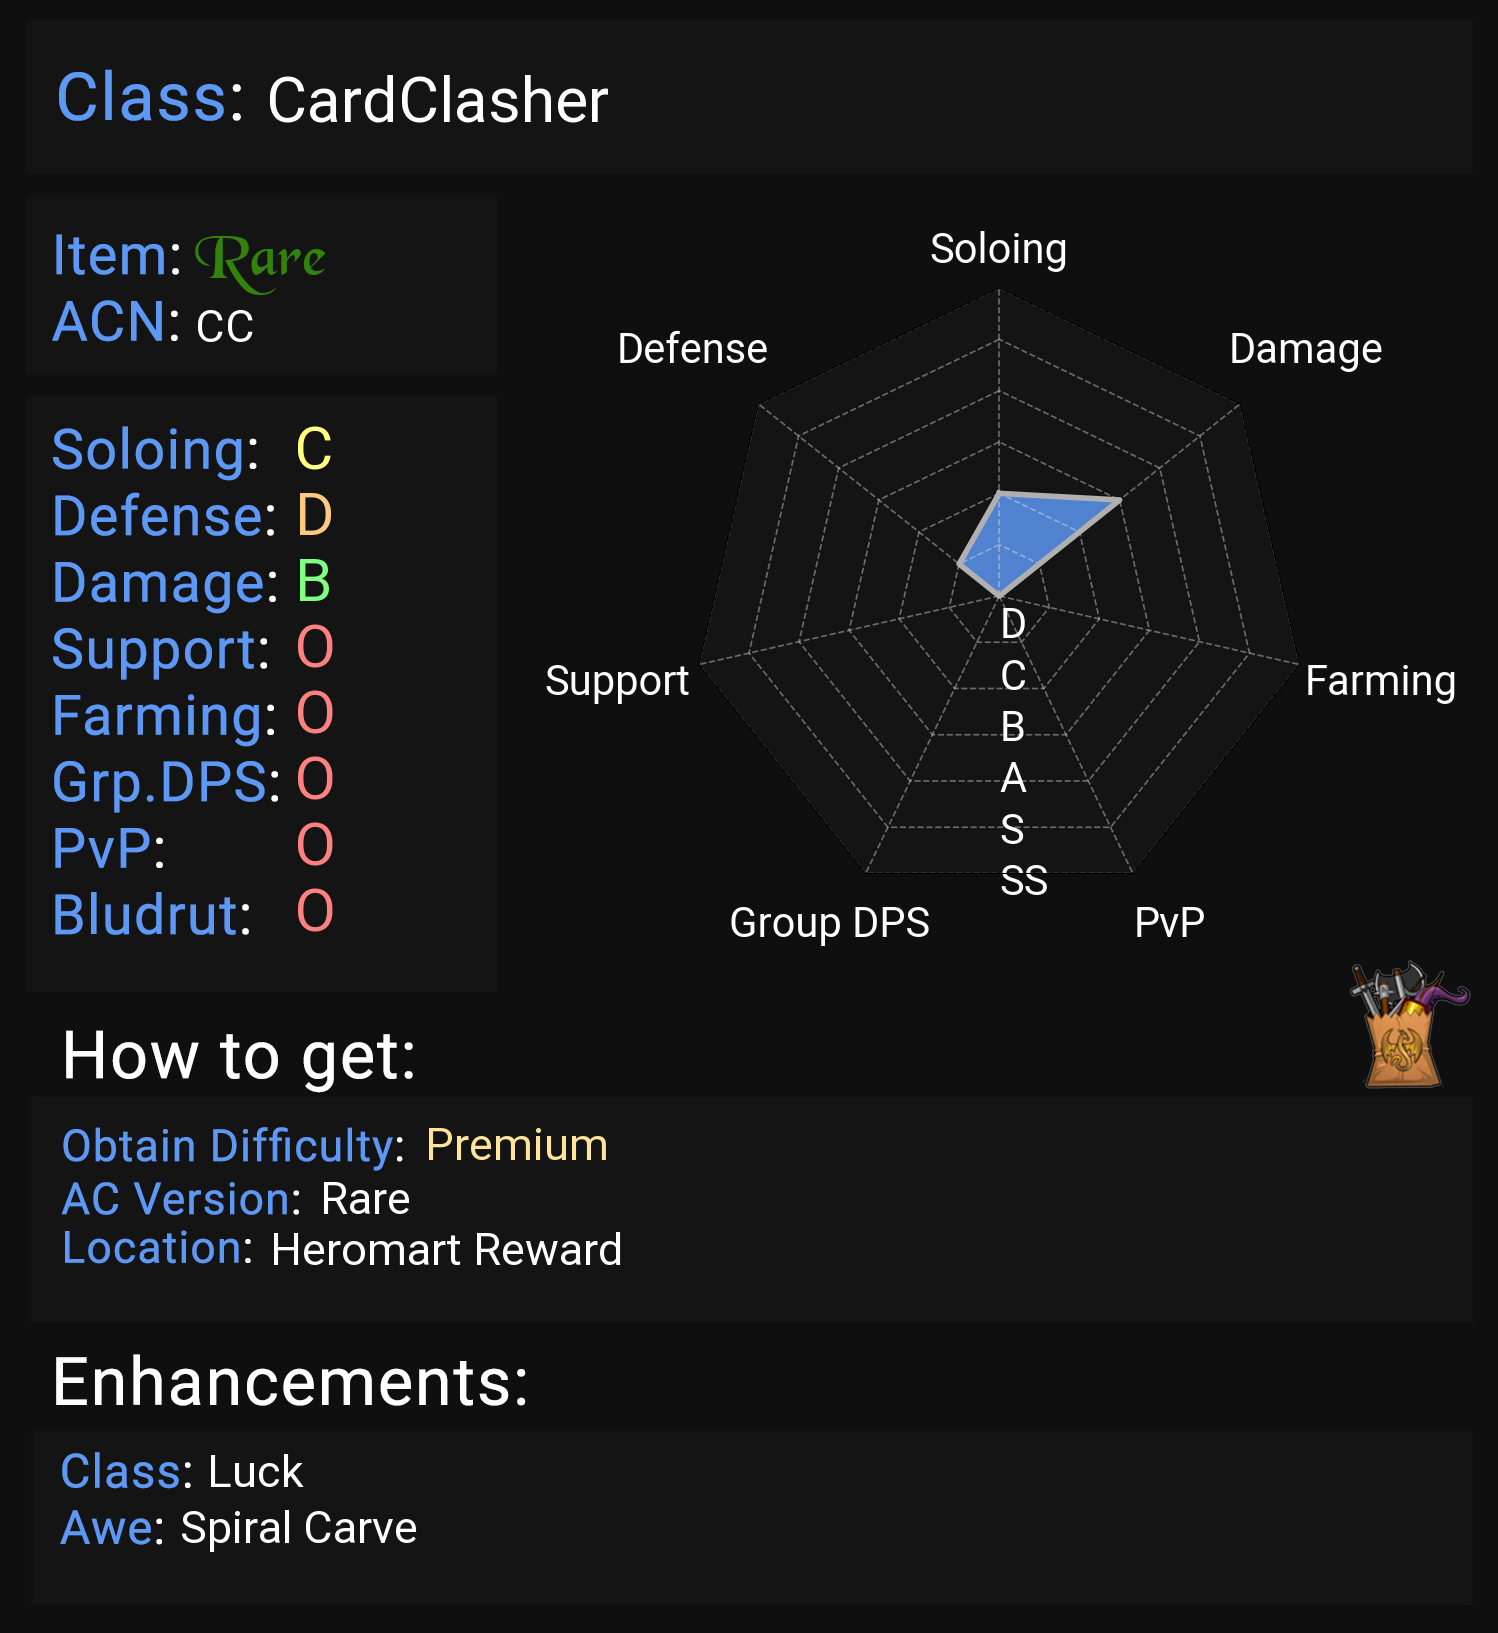 Class: CardClasher
Item: Rare
ACN: CC
Soloing: C
Defense: D
Damage: B
Support: O
Farming: O
Grp.DPS: O
PvP: O
Bludrut: O
Soloing
Defense
Damage
Support
Farming
Group DPS
PvP
D
C
B
A
S
SS
How to get:
Obtain Difficulty: Premium
AC Version: Rare
Location: Heromart Reward
Enhancements:
Class: Luck
Awe: Spiral Carve